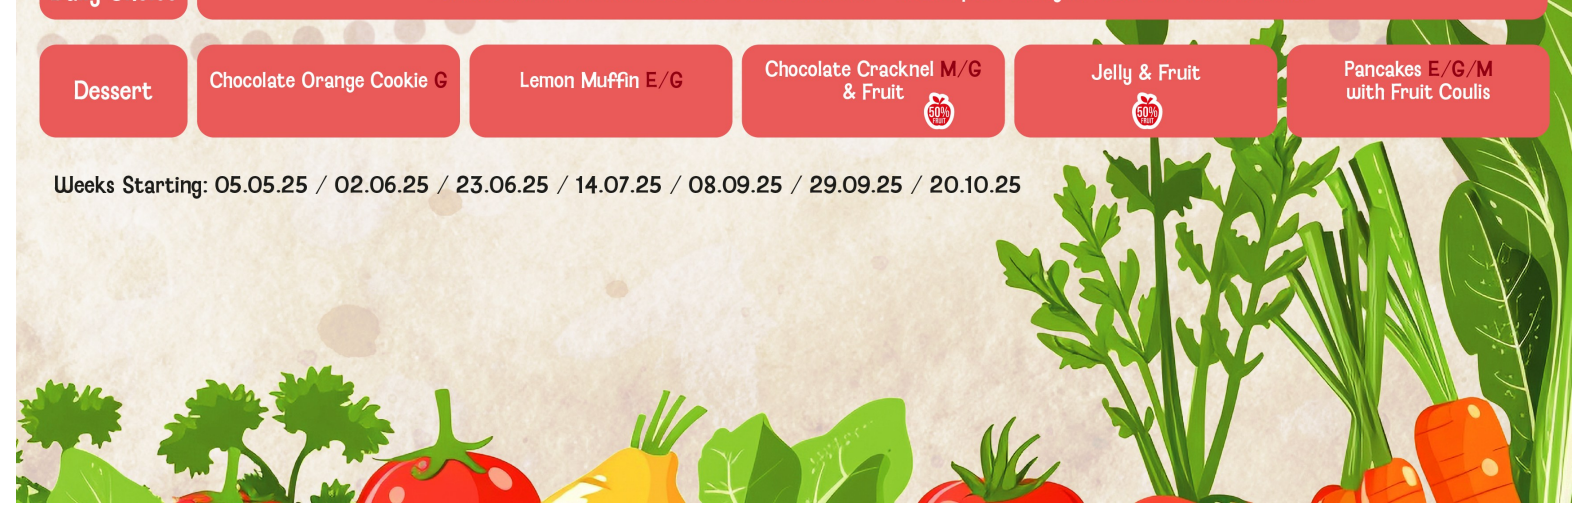 Dessert
Chocolate Orange Cookie G
Lemon Muffin E/G
Chocolate Cracknel M/G
& Fruit
50%
FRUIT
Jelly & Fruit
50%
FRUIT
Pancakes E/G/M
with Fruit Coulis
Weeks Starting: 05.05.25 / 02.06.25 / 23.06.25 / 14.07.25 / 08.09.25 / 29.09.25 / 20.10.25